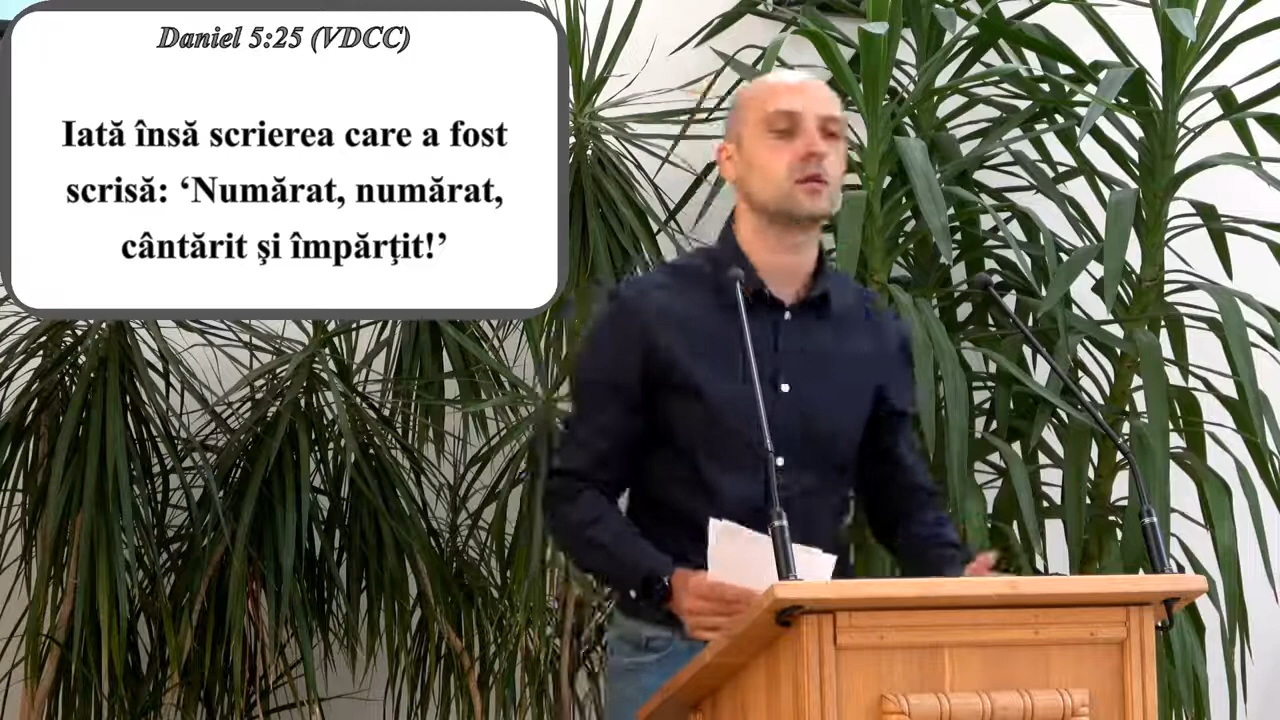 Daniel 5:25 (VDCC)
Iată însă scrierea care a fost
scrisă: ‘Numărat, numărat,
cântărit şi împărţit!’